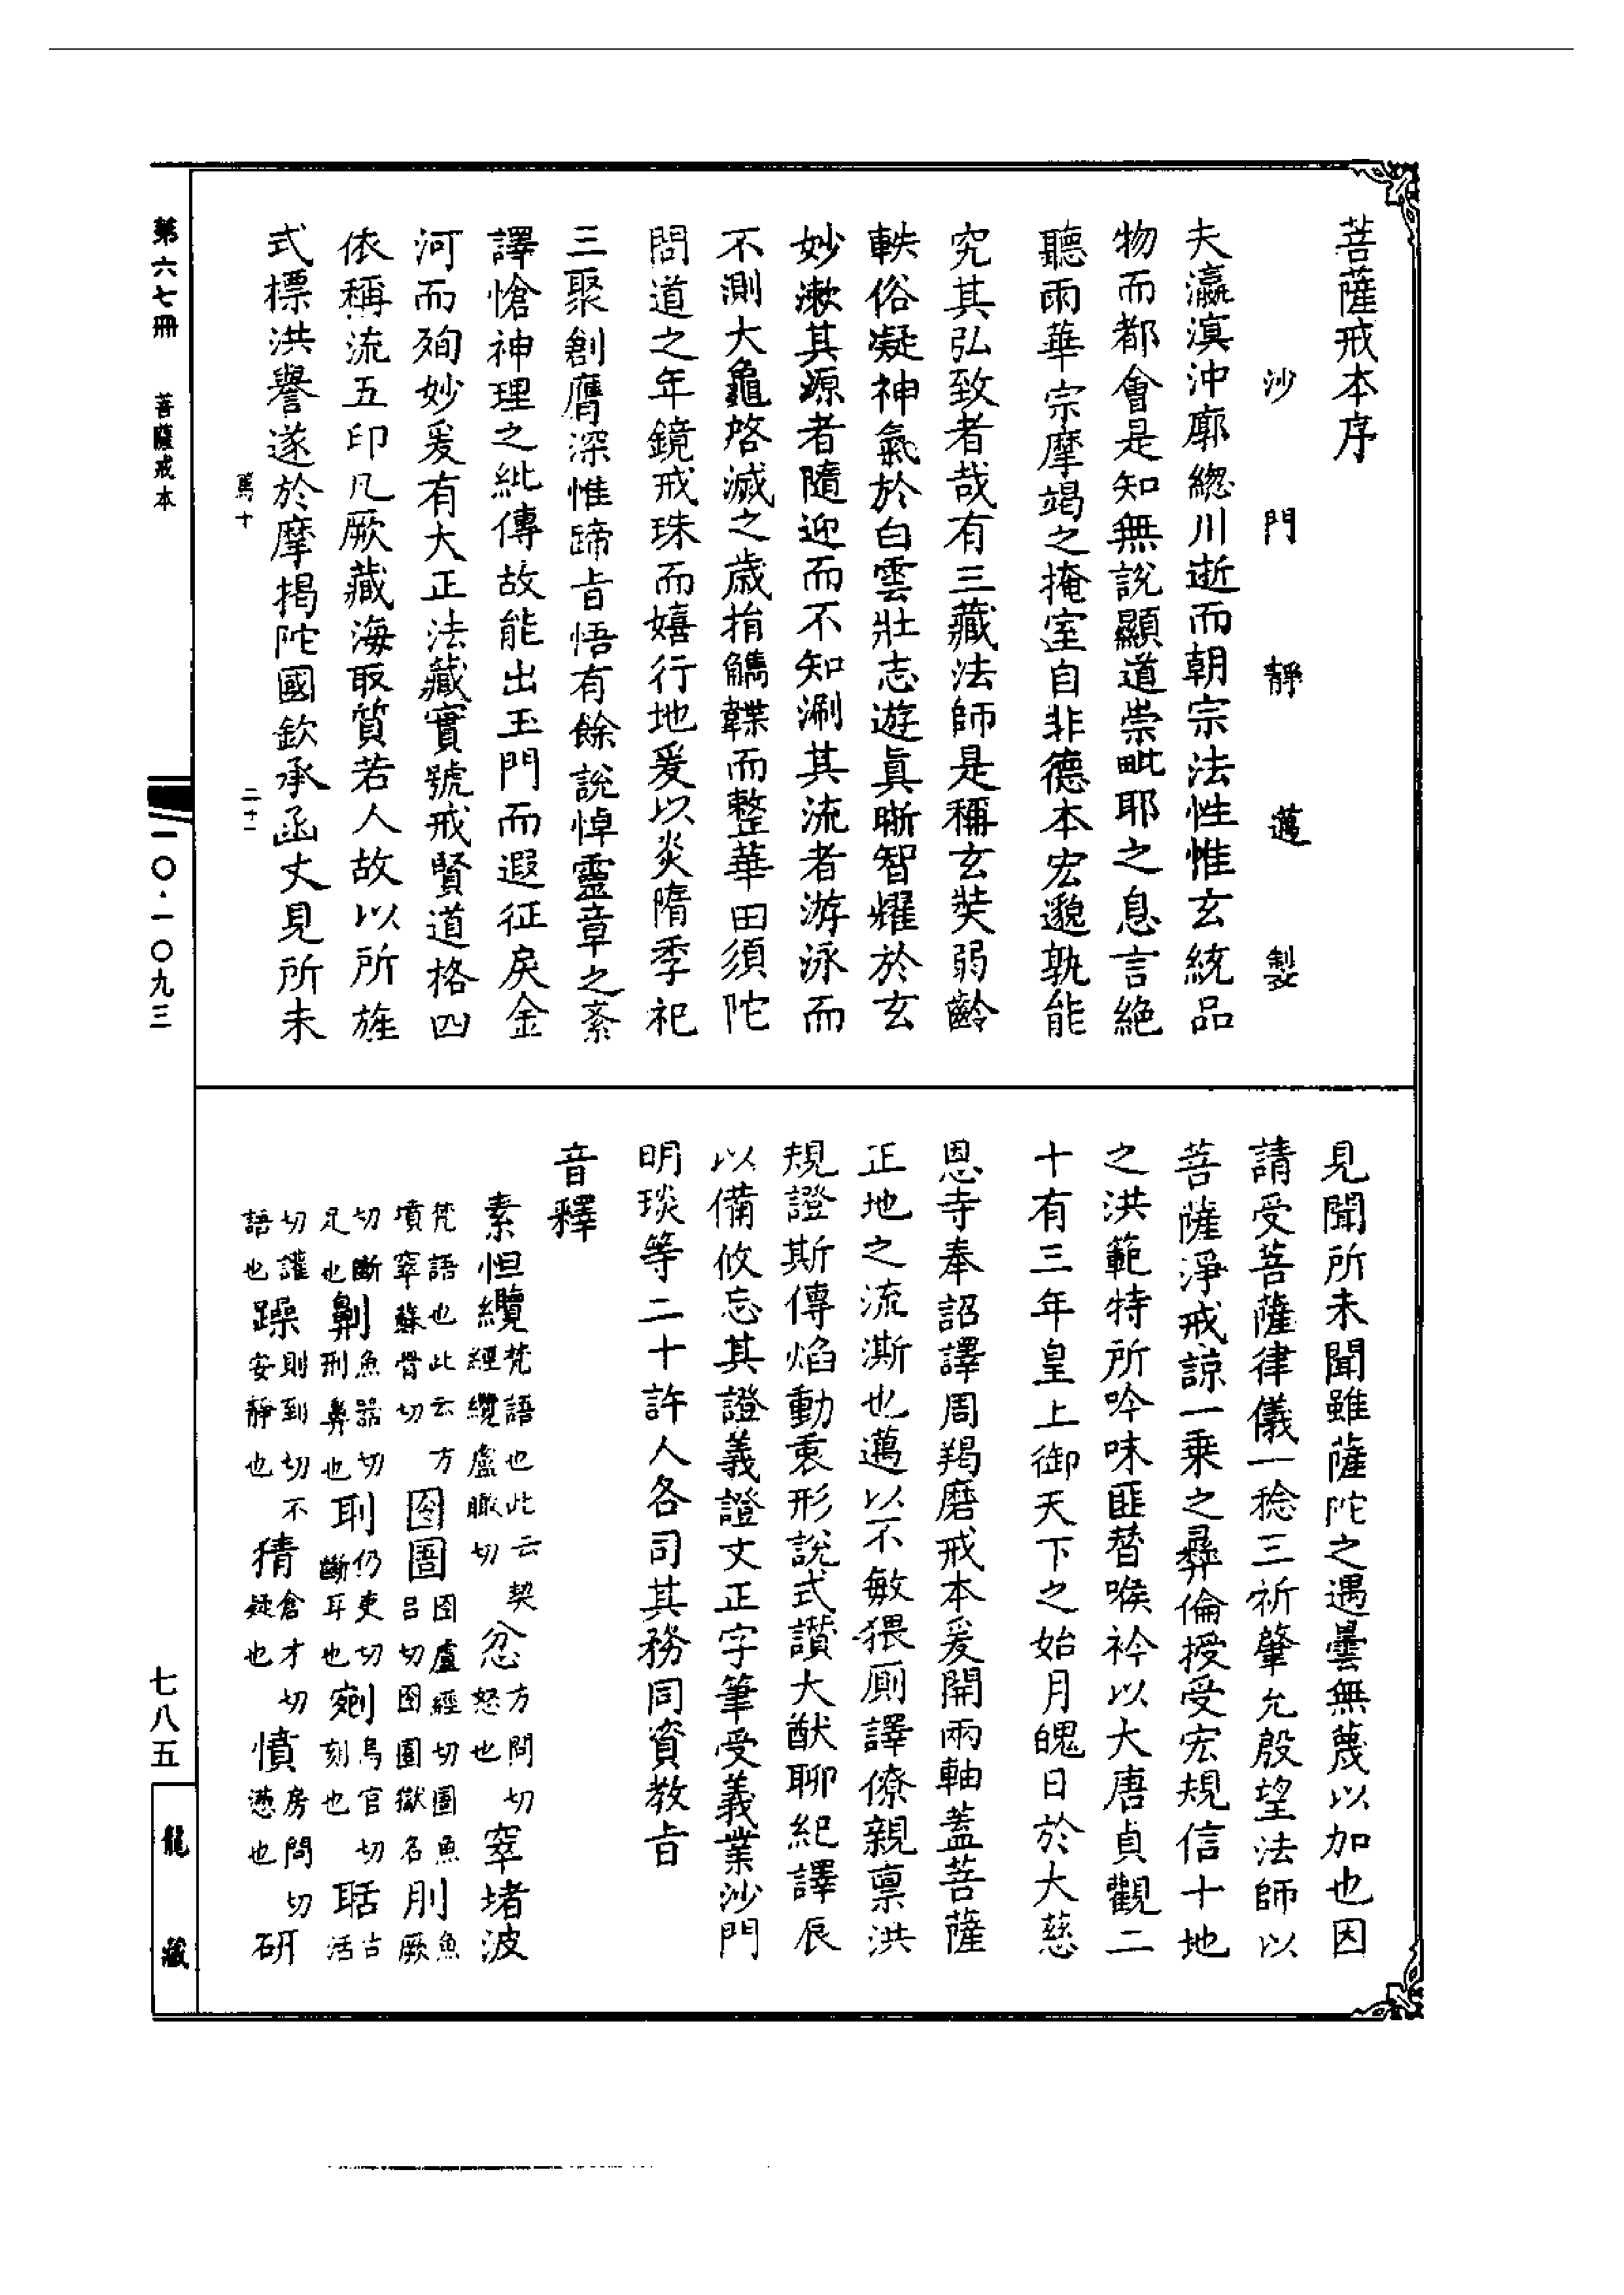 菩薩戒本序
沙門靜邁製
夫瀛溟沖廓總川逝而朝宗法性惟玄統品
物而都會是知無說顯道崇毗耶之息言絕
聽雨華宗摩竭之掩室自非德本宏邈孰能
究其弘致者哉有三藏法師是稱玄奘弱齡
軼俗凝神氣於白雲壯志遊真晰智耀於玄
妙漱其源者隨迎而不知涮其流者游泳而
不測大龜啓滅之歲捎觿韘而整華田須陀
問道之年鏡戒珠而嬉行地爰以炎隋季祀
三聚創膺深惟蹄旨悟有餘說悼靈章之紊
譯愴神理之紕傳故能出玉門而遐征戾金
河而殉妙爰有大正法藏實號戒賢道格四
依稱流五印凡厥藏海取質若人故以所旌
式標洪譽遂於摩揭陀國欽承函丈見所未
見聞所未聞雖薩陀之遇曇無蔑以加也因
請受菩薩律儀一稔三祈肇允殷望法師以
菩薩淨戒諒一乘之彝倫授受宏規信十地
之洪範特所吟味匪替喉衿以大唐貞觀二
十有三年皇上御天下之始月魄日於大慈
恩寺奉詔譯周羯磨戒本爰開兩軸蓋菩薩
正地之流澌也邁以不敏猥廁譯僚親稟洪
規證斯傳焰動衷形說式讚大猷聊紀譯辰
以備攸忘其證義證文正字筆受義業沙門
明琰等二十許人各司其務同資教旨
音釋
素怛纜梵語也此云契經纜盧瞰切忿方問切怒也窣堵波
梵語也此云方墳窣蘇骨切囹圄囹盧經切圄魚呂切囹圄獄名刖魚厥
切斷足也劓魚器切刑鼻也刵仍吏切斷耳也剜烏官切刻也聒古活
切讙語也躁則到切不安靜也猜倉才切疑也憤房問切懣也研
第六七冊 菩薩戒本
篤十
二十一
一〇·一〇九三
七八五
龍藏